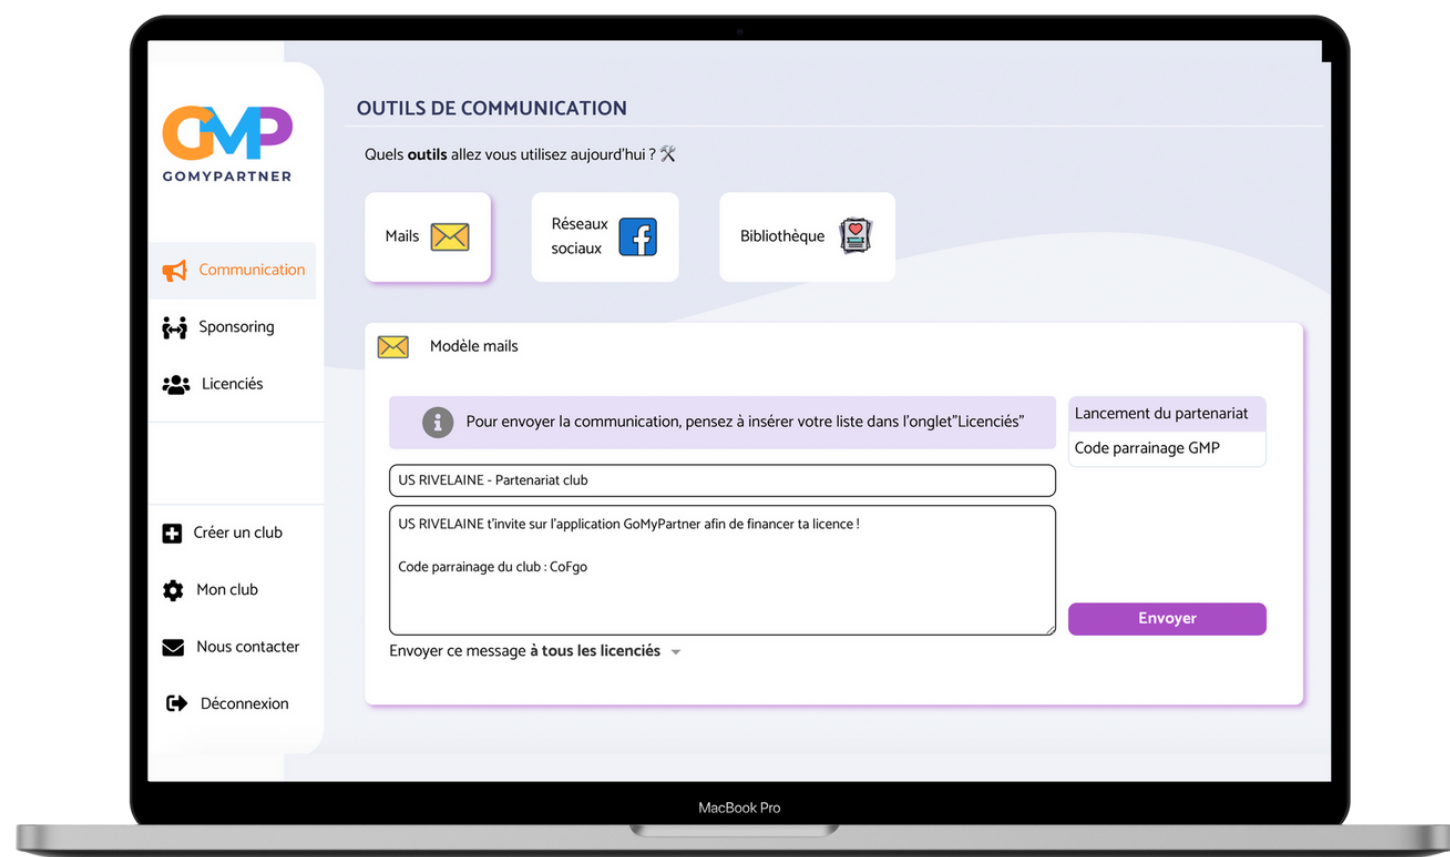 GMP
GOMYPARTNER
Communication
Sponsoring
Licenciés
Créer un club
Mon club
Nous contacter
Déconnexion
OUTILS DE COMMUNICATION
Quels outils allez vous utilisez aujourd'hui ?
Mails
Réseaux
sociaux
Bibliothèque
Modèle mails
Pour envoyer la communication, pensez à insérer votre liste dans l'onglet"Licenciés"
US RIVELAINE - Partenariat club
US RIVELAINE t'invite sur l'application GoMyPartner afin de financer ta licence !
Code parrainage du club : CoFgo
Envoyer ce message à tous les licenciés
Lancement du partenariat
Code parrainage GMP
Envoyer
MacBook Pro